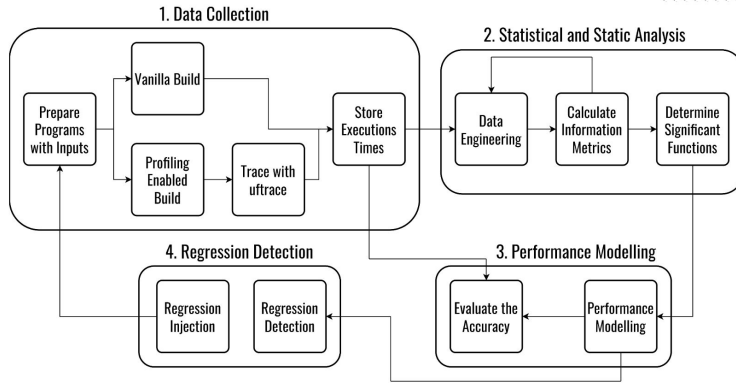 1. Data Collection
2. Statistical and Static Analysis
Vanilla Build
Prepare
Programs
with Inputs
Profiling
Enabled
Build
Trace with
uftrace
Store
Executions
Times
Data
Engineering
Calculate
Information
Metrics
Determine
Significant
Functions
4. Regression Detection
3. Performance Modelling
Regression
Injection
Regression
Detection
Evaluate the
Accuracy
Performance
Modelling